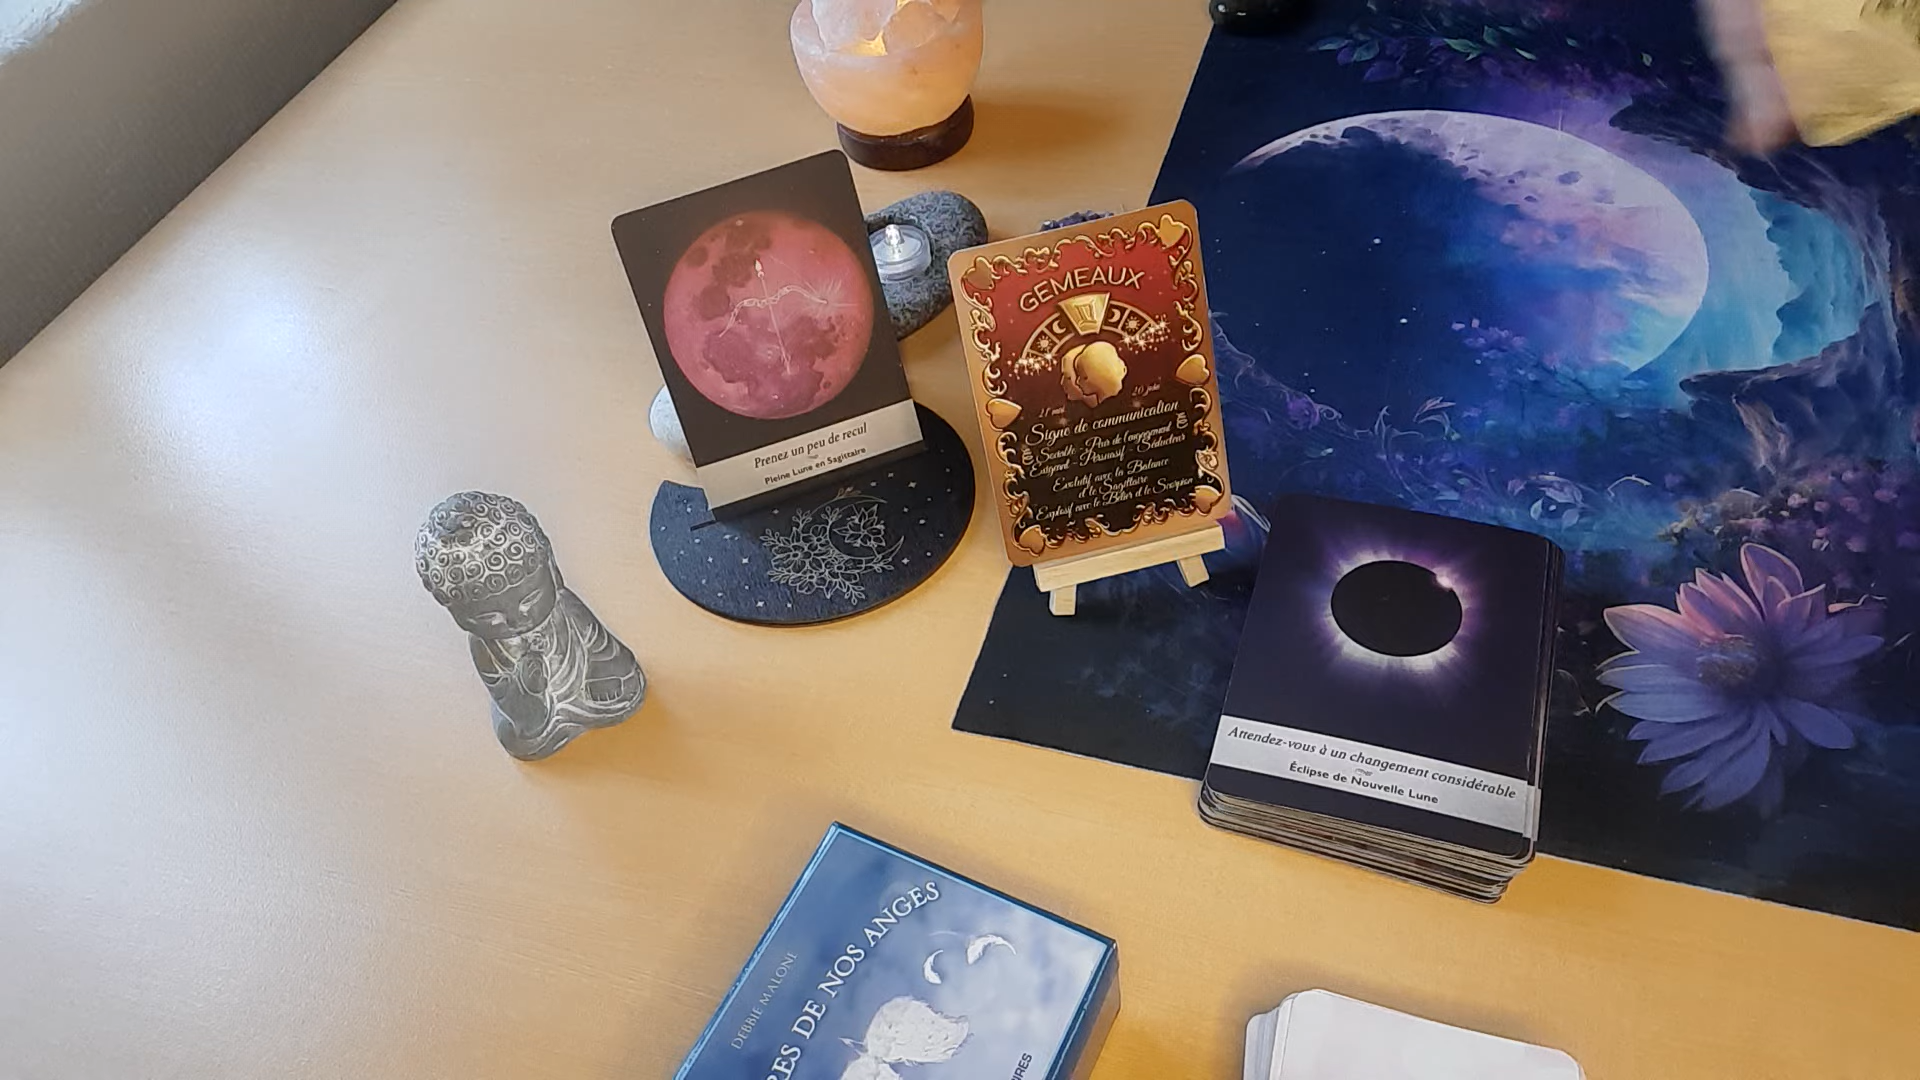 Prenez un peu de recul
Pleine Lune en Sagittaire
GEMEAUX
21 mai 20 juin
Signe de communication
Sociable - Peur de l'engagement
Exigeant - Persuasif - Séducteur
Evolutif avec la Balance
et le Sagittaire
Explosif avec le Bélier et le Scorpion
Attendez-vous à un changement considérable
Éclipse de Nouvelle Lune
DEBBIE MALONE
RES DE NOS ANGES